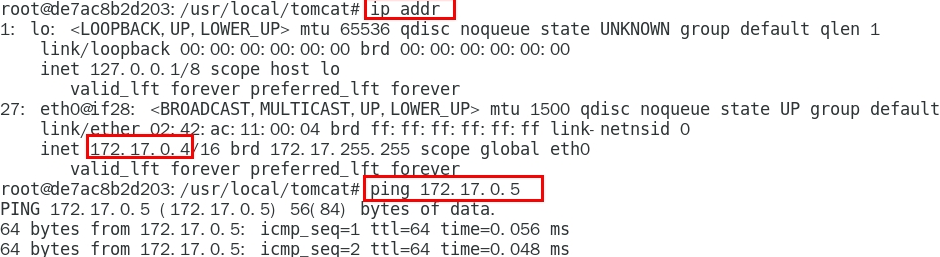 root@de7ac8b2d203:/usr/local/tomcat# ip addr
1: lo: <LOOPBACK,UP,LOWER_UP> mtu 65536 qdisc noqueue state UNKNOWN group default qlen 1
link/loopback 00:00:00:00:00:00 brd 00:00:00:00:00:00
inet 127.0.0.1/8 scope host lo
valid_lft forever preferred_lft forever
27: eth0@if28: <BROADCAST,MULTICAST,UP,LOWER_UP> mtu 1500 qdisc noqueue state UP group default
link/ether 02:42:ac:11:00:04 brd ff:ff:ff:ff:ff:ff link-netnsid 0
inet 172.17.0.4/16 brd 172.17.255.255 scope global eth0
valid_lft forever preferred_lft forever
root@de7ac8b2d203:/usr/local/tomcat# ping 172.17.0.5
PING 172.17.0.5 (172.17.0.5) 56(84) bytes of data.
64 bytes from 172.17.0.5: icmp_seq=1 ttl=64 time=0.056 ms
64 bytes from 172.17.0.5: icmp_seq=2 ttl=64 time=0.048 ms